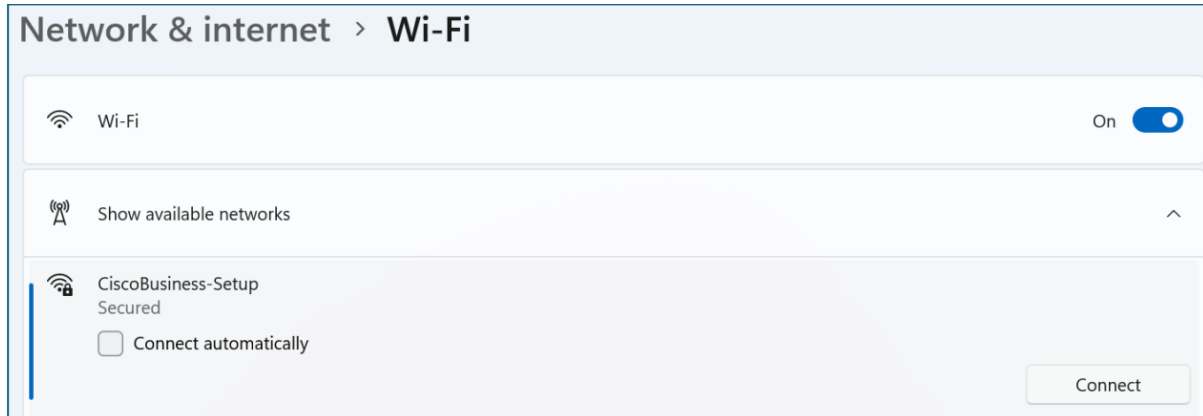 Network & internet > Wi-Fi
Wi-Fi On
Show available networks
CiscoBusiness-Setup
Secured
Connect automatically
Connect